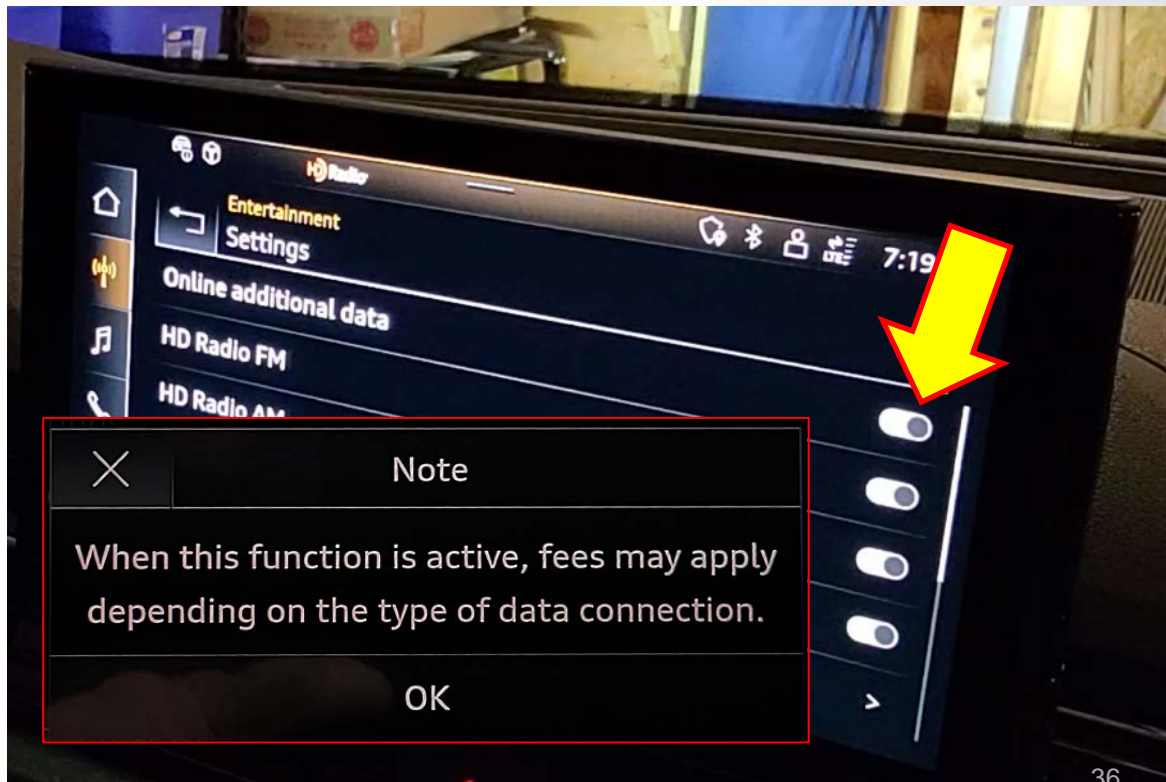 HD Radio
Entertainment
Settings
LTE
7:19
Online additional data
HD Radio FM
HD Radio AM
Note
When this function is active, fees may apply
depending on the type of data connection.
OK
36